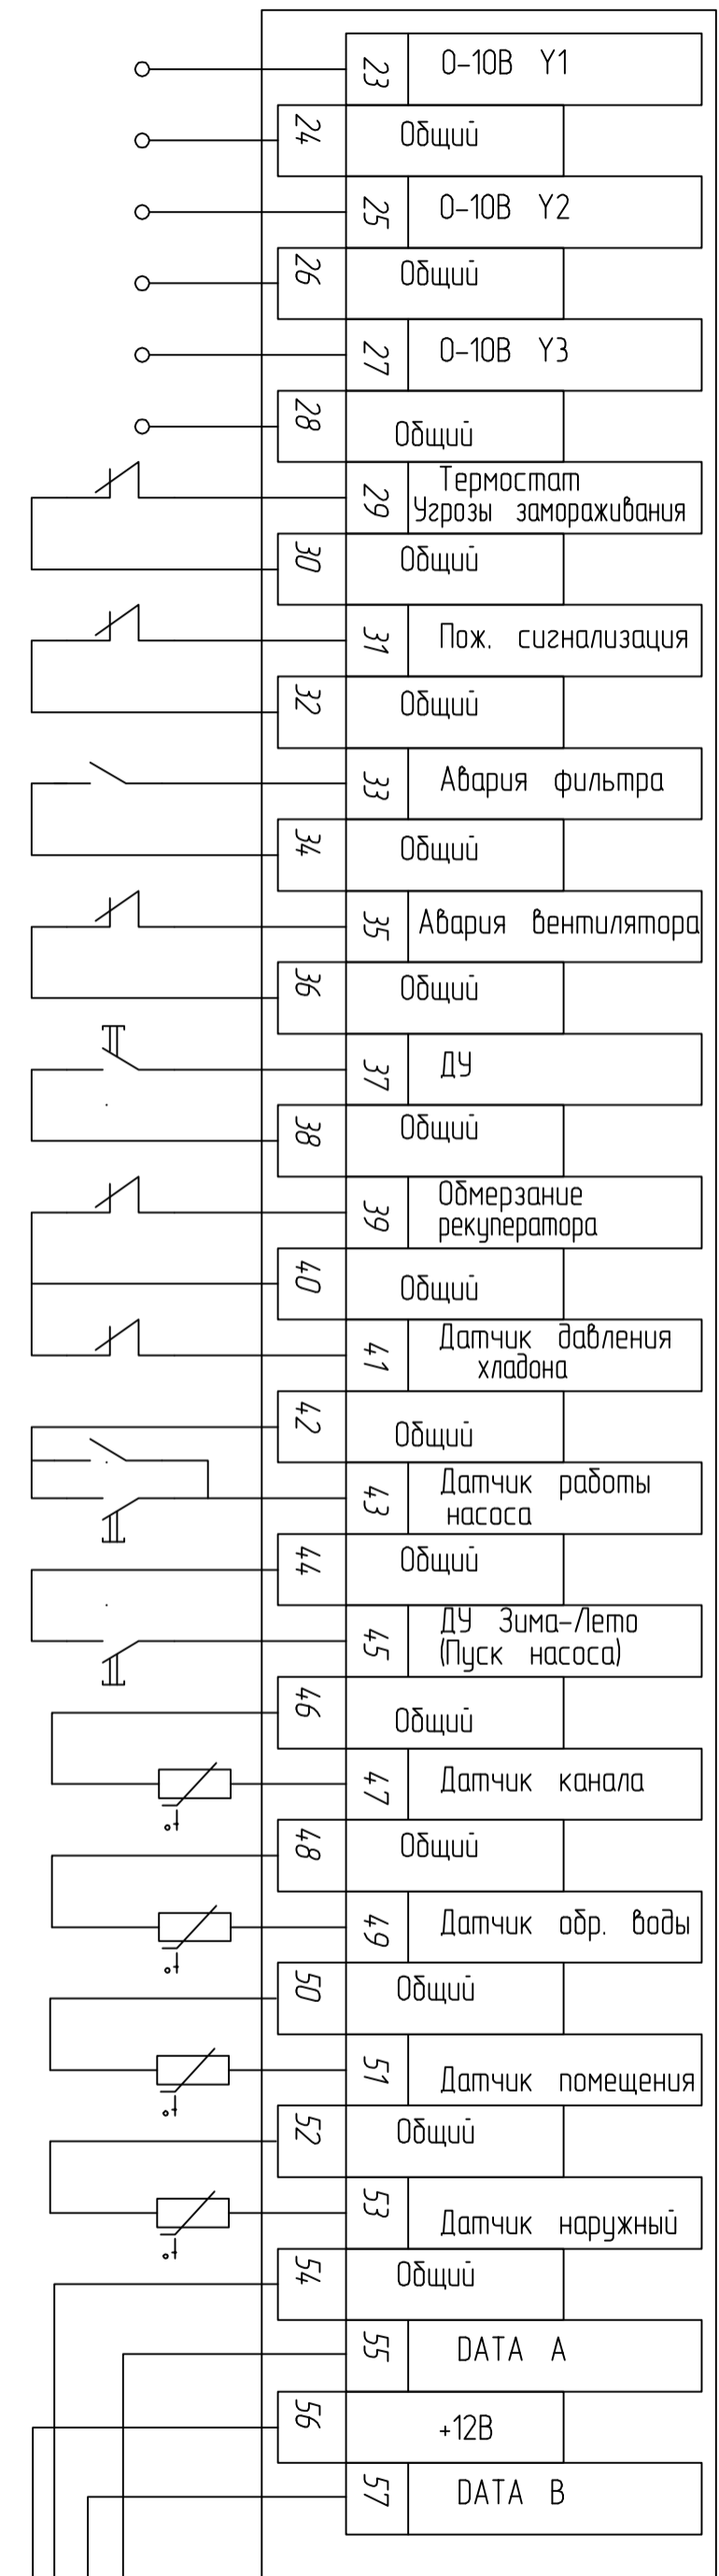 23 0-10В Y1
24 Общий
25 0-10В Y2
26 Общий
27 0-10В Y3
28 Общий
29 Термостат
Угрозы замораживания
30 Общий
31 Пож. сигнализация
32 Общий
33 Авария фильтра
34 Общий
35 Авария вентилятора
36 Общий
37 ДУ
38 Общий
39 Обмерзание
рекуператора
40 Общий
41 Датчик давления
хладона
42 Общий
43 Датчик работы
насоса
44 Общий
45 ДУ Зима-Лето
(Пуск насоса)
46 Общий
47 Датчик канала
t°
48 Общий
49 Датчик обр. воды
t°
50 Общий
51 Датчик помещения
t°
52 Общий
53 Датчик наружный
t°
54 Общий
55 DATA A
56 +12В
57 DATA B